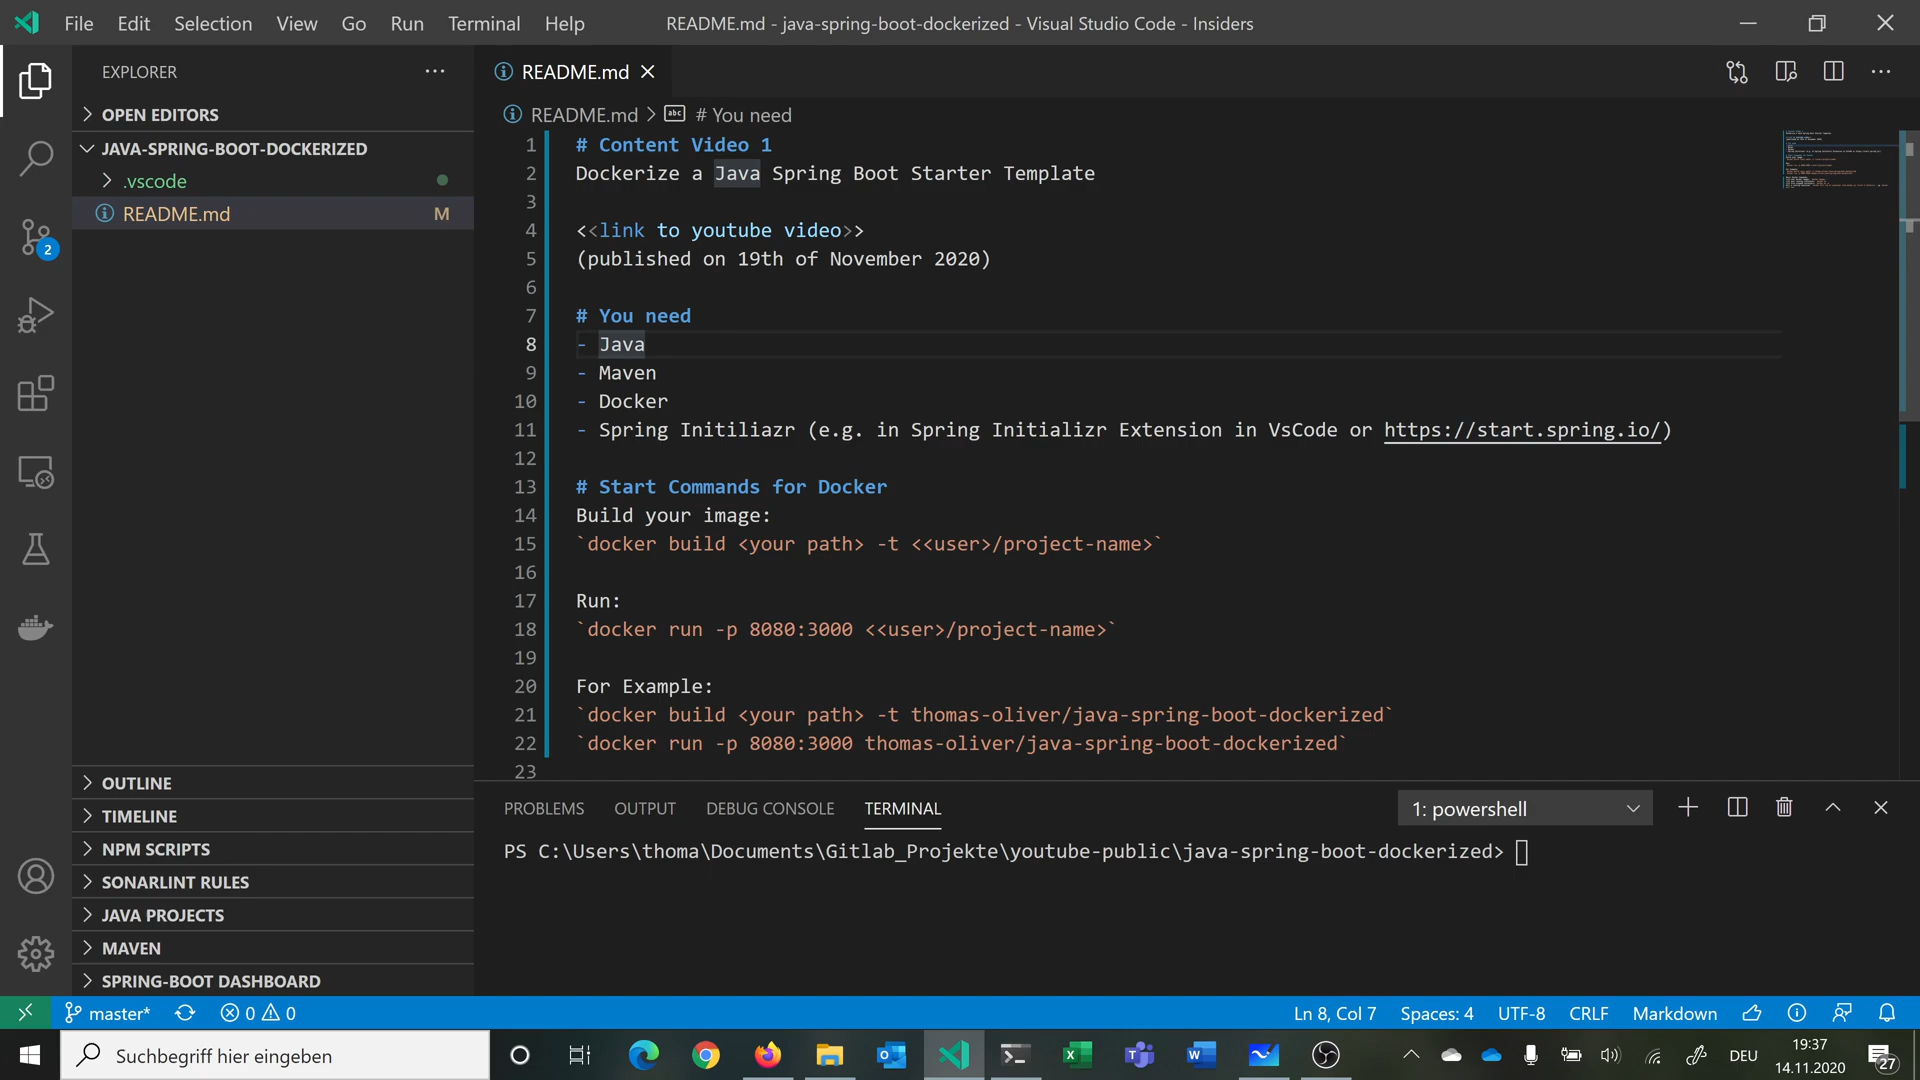 File Edit Selection View Go Run Terminal Help
README.md - java-spring-boot-dockerized - Visual Studio Code - Insiders
EXPLORER
OPEN EDITORS
JAVA-SPRING-BOOT-DOCKERIZED
.vscode
README.md M
2
OUTLINE
TIMELINE
NPM SCRIPTS
SONARLINT RULES
JAVA PROJECTS
MAVEN
SPRING-BOOT DASHBOARD
README.md
README.md > # You need
1 # Content Video 1
2 Dockerize a Java Spring Boot Starter Template
3
4 <<link to youtube video>>
5 (published on 19th of November 2020)
6
7 # You need
8 - Java
9 - Maven
10 - Docker
11 - Spring Initiliazr (e.g. in Spring Initializr Extension in VsCode or https://start.spring.io/)
12
13 # Start Commands for Docker
14 Build your image:
15 `docker build <your path> -t <<user>/project-name>`
16
17 Run:
18 `docker run -p 8080:3000 <<user>/project-name>`
19
20 For Example:
21 `docker build <your path> -t thomas-oliver/java-spring-boot-dockerized`
22 `docker run -p 8080:3000 thomas-oliver/java-spring-boot-dockerized`
23
PROBLEMS OUTPUT DEBUG CONSOLE TERMINAL
1: powershell
PS C:\Users\thoma\Documents\Gitlab_Projekte\youtube-public\java-spring-boot-dockerized>
master* 0 0
Ln 8, Col 7 Spaces: 4 UTF-8 CRLF Markdown
Suchbegriff hier eingeben
DEU
19:37
14.11.2020
27